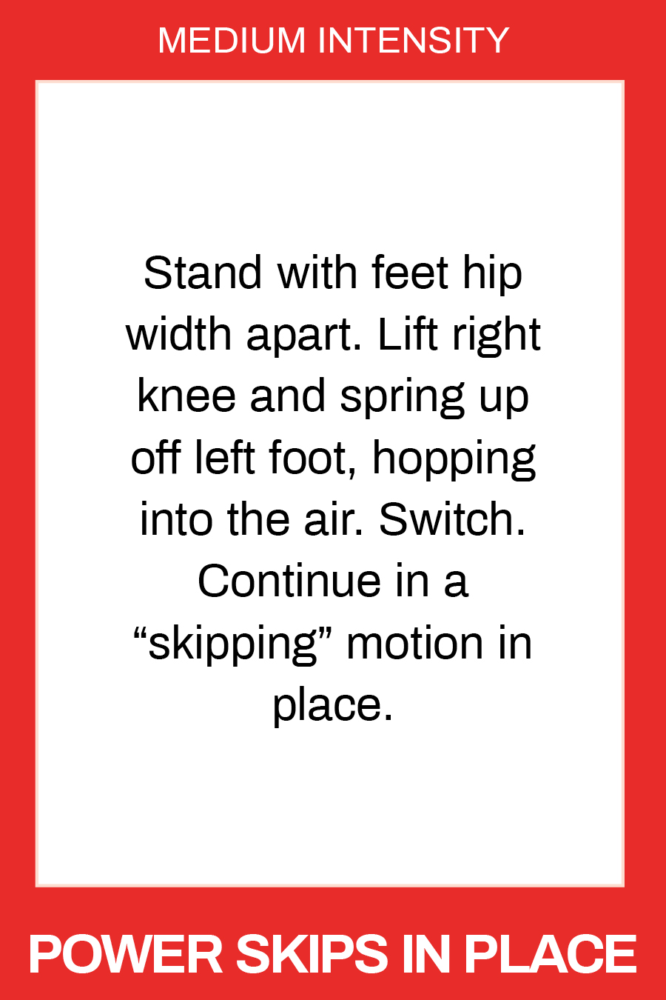 MEDIUM INTENSITY
Stand with feet hip
width apart. Lift right
knee and spring up
off left foot, hopping
into the air. Switch.
Continue in a
“skipping” motion in
place.
POWER SKIPS IN PLACE